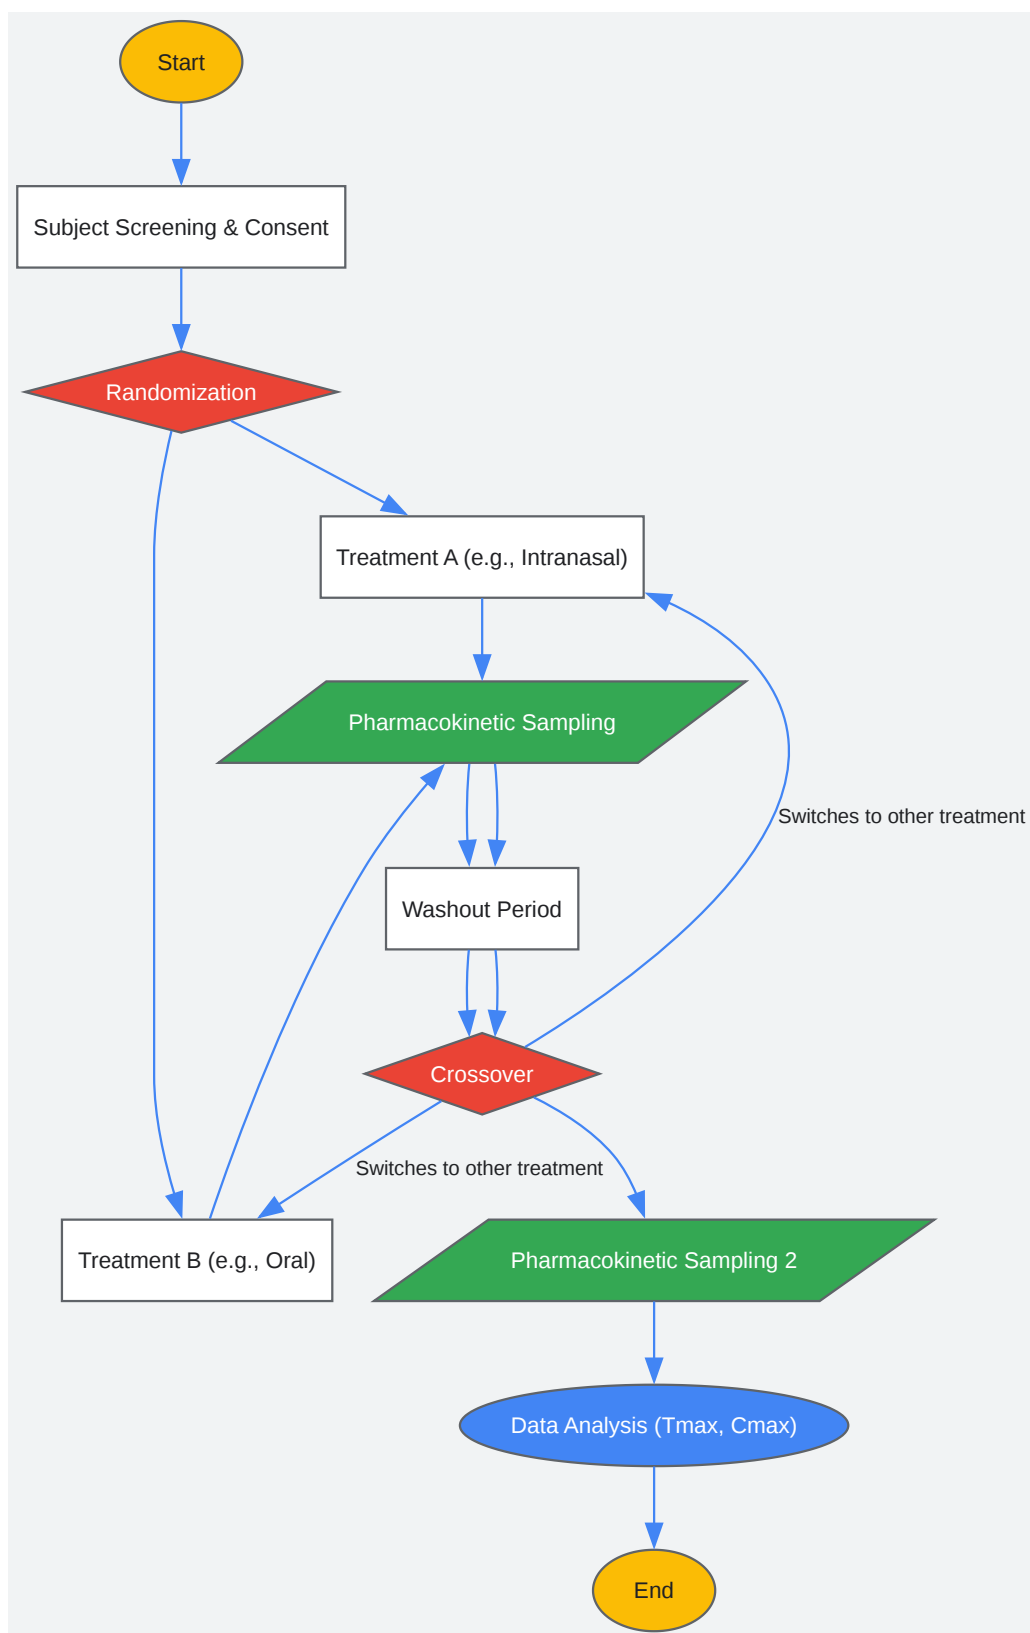 Start
Subject Screening & Consent
Randomization
Treatment A (e.g., Intranasal)
Pharmacokinetic Sampling
Switches to other treatment
Washout Period
Crossover
Switches to other treatment
Treatment B (e.g., Oral)
Pharmacokinetic Sampling 2
Data Analysis (Tmax, Cmax)
End